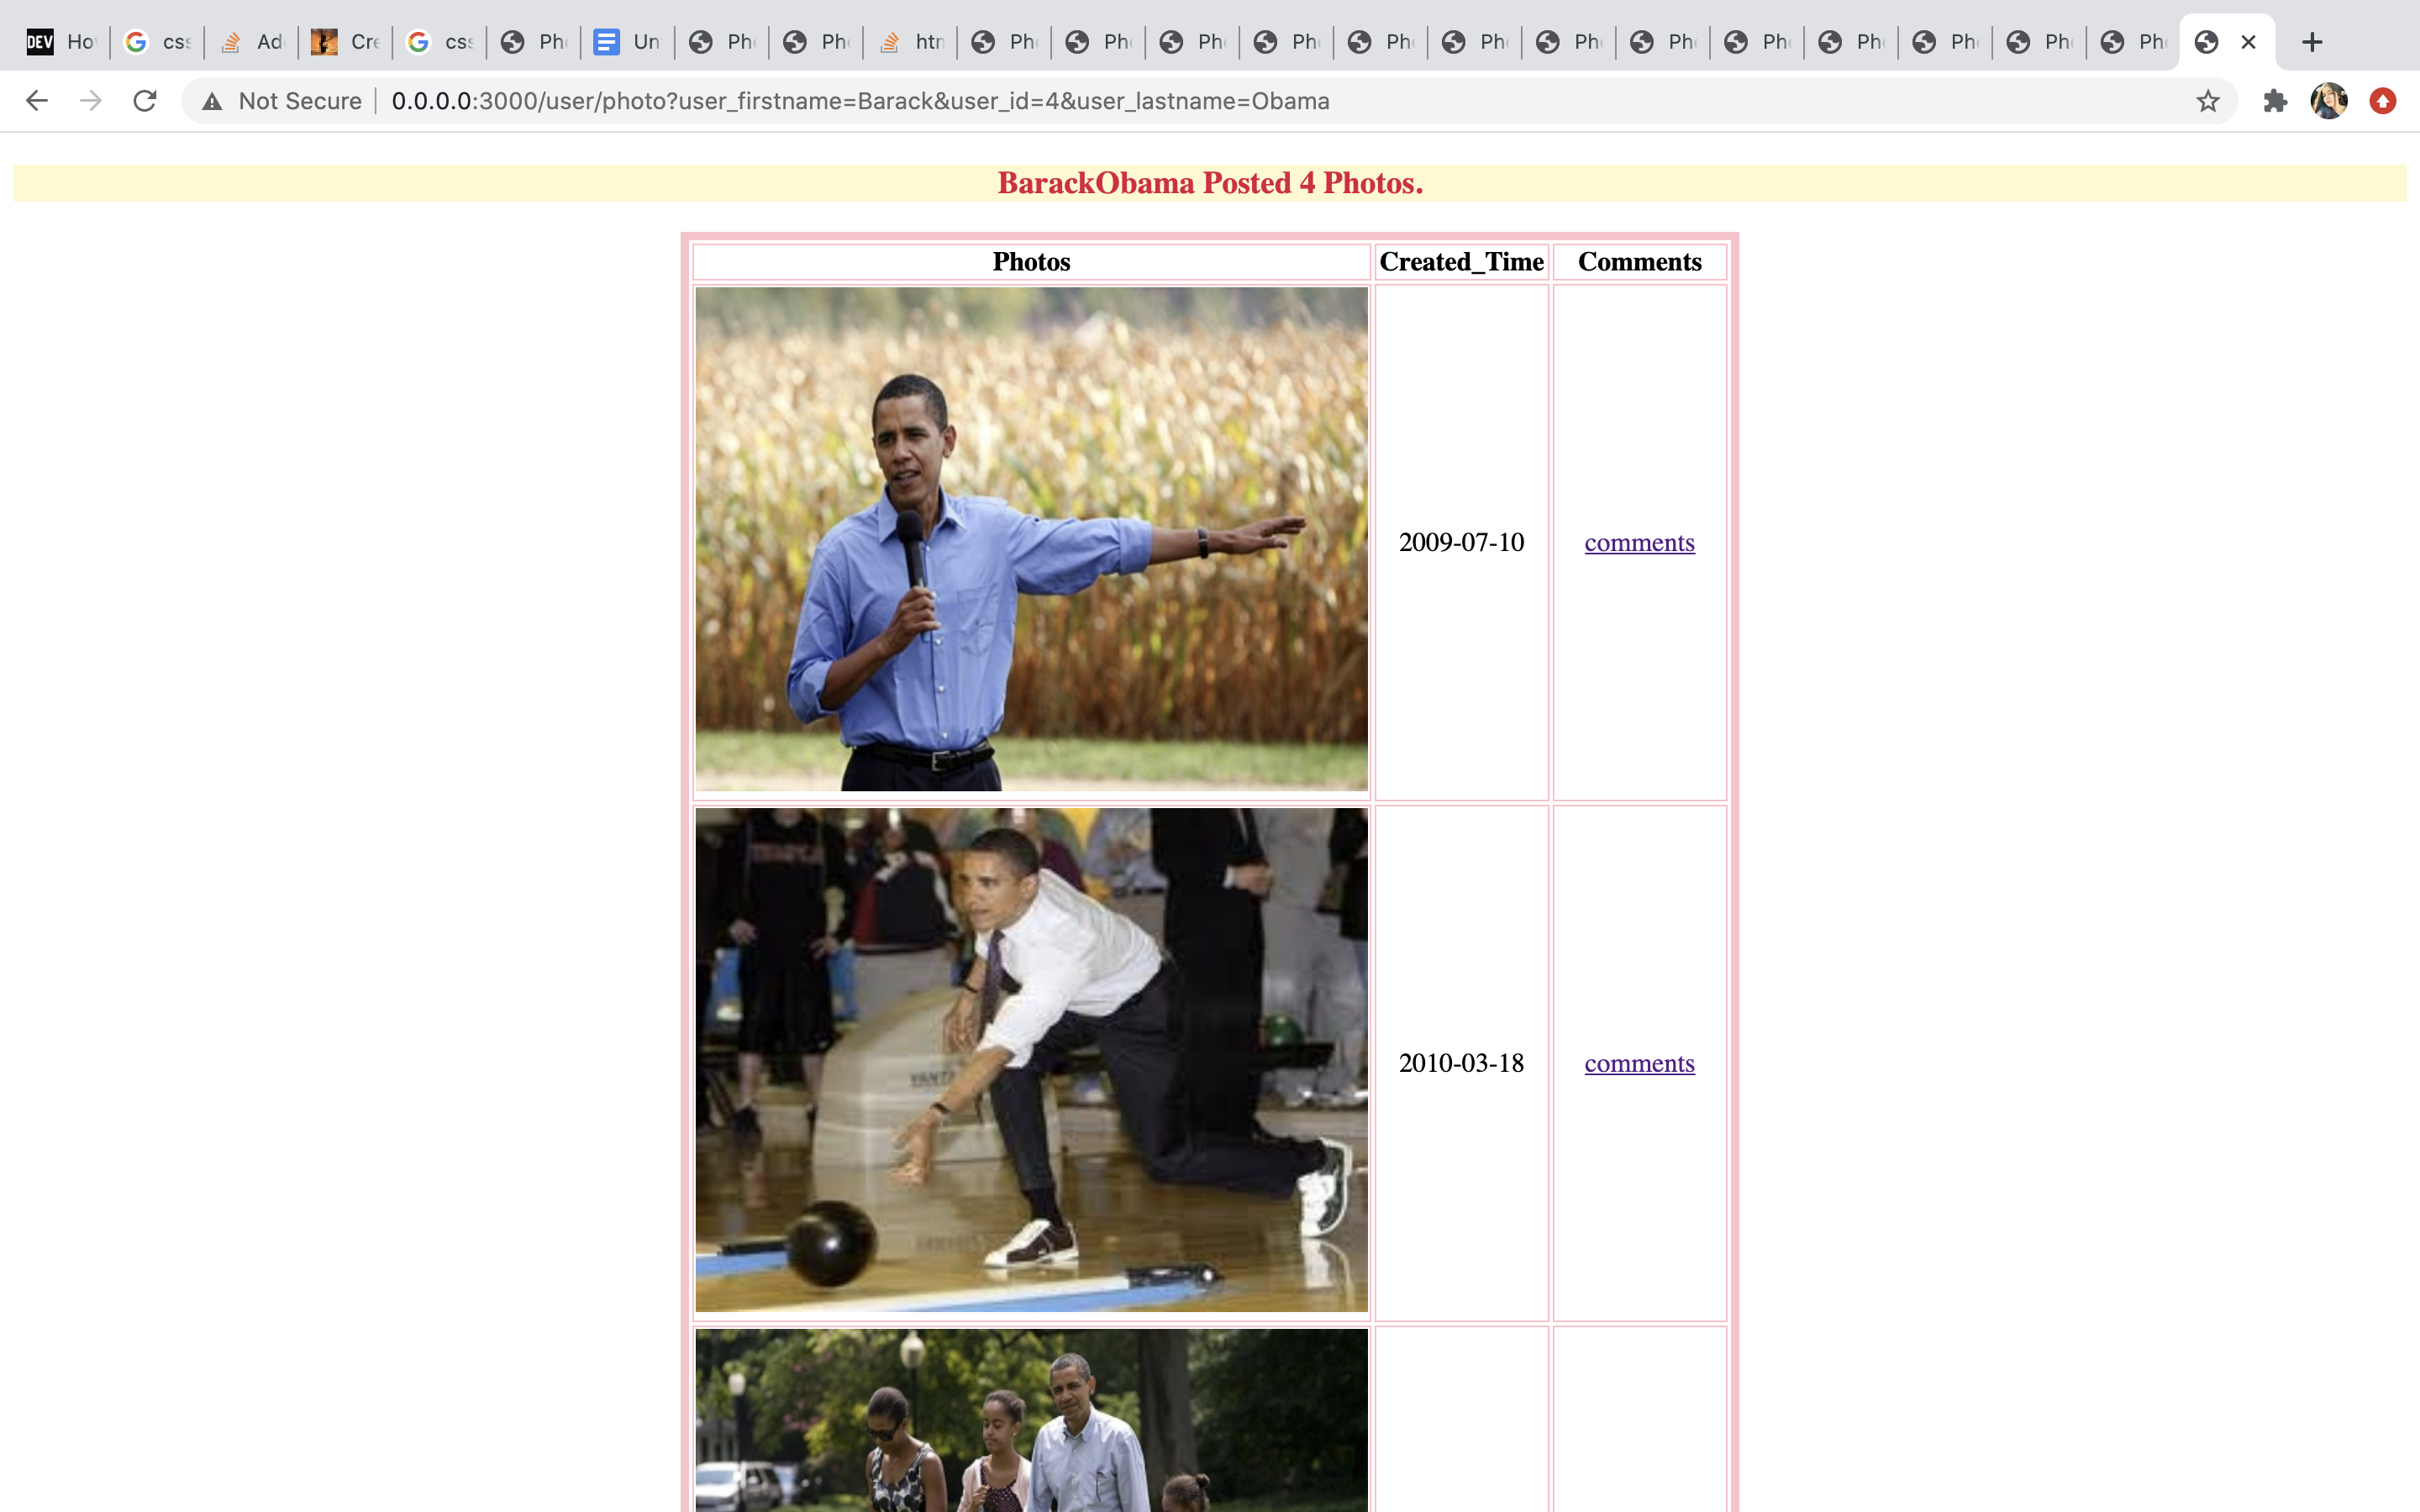 DEV Ho css Ad Cre css Ph Un Ph Ph htm Ph Ph Ph Ph Ph Ph Ph Ph Ph Ph Ph Ph Ph
Not Secure 0.0.0.0:3000/user/photo?user_firstname=Barack&user_id=4&user_lastname=Obama
BarackObama Posted 4 Photos.
Photos Created_Time Comments
2009-07-10 comments
2010-03-18 comments